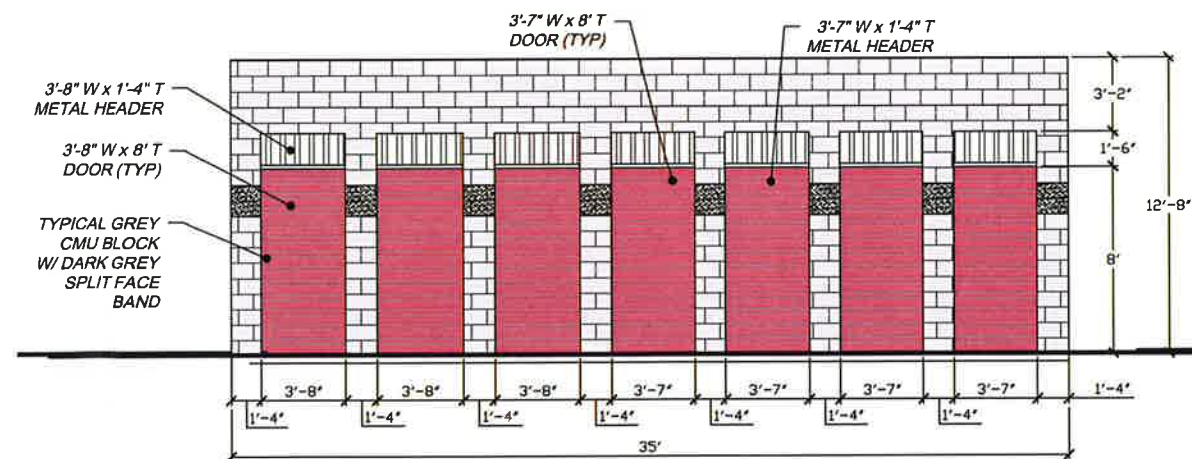 3'-7" W x 8' T
DOOR (TYP)
3'-7" W x 1'-4" T
METAL HEADER
3'-8" W x 1'-4" T
METAL HEADER
3'-8" W x 8' T
DOOR (TYP)
TYPICAL GREY
CMU BLOCK
W/ DARK GREY
SPLIT FACE
BAND
3'-2"
1'-6"
12'-8"
8'
3'-8" 3'-8" 3'-8" 3'-7" 3'-7" 3'-7" 3'-7" 1'-4"
1'-4" 1'-4" 1'-4" 1'-4" 1'-4" 1'-4" 1'-4"
35'